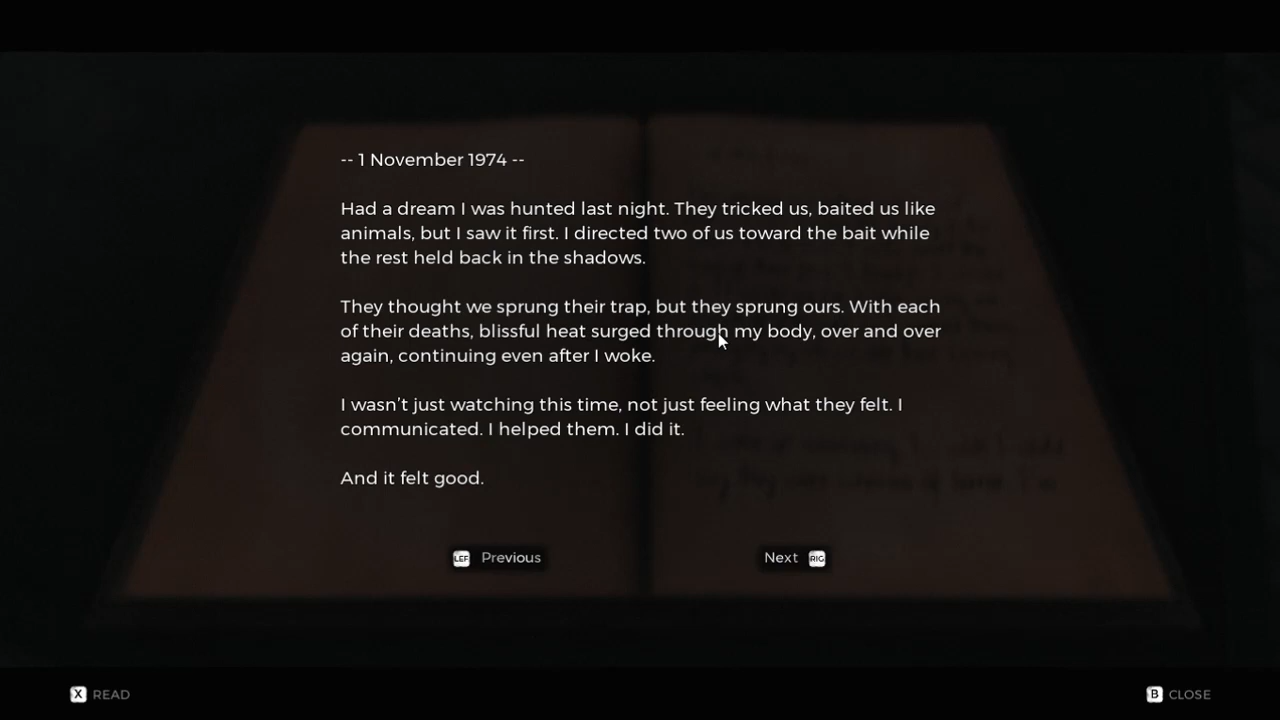 -- 1 November 1974 --
Had a dream I was hunted last night. They tricked us, baited us like
animals, but I saw it first. I directed two of us toward the bait while
the rest held back in the shadows.
They thought we sprung their trap, but they sprung ours. With each
of their deaths, blissful heat surged through my body, over and over
again, continuing even after I woke.
I wasn't just watching this time, not just feeling what they felt. I
communicated. I helped them. I did it.
And it felt good.
LEF Previous
Next RIG
X READ
B CLOSE